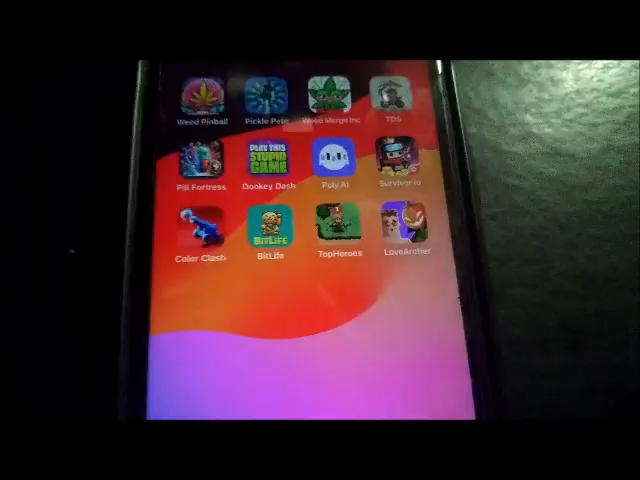 Weed Pinball
Pickle Pete
Weed Merge Inc
TDS
Pill Fortress
PLAY THIS
STUPID
GAME
Dookey Dash
Poly.AI
Survivor.io
Color Clash
BITLIFE
BitLife
TopHeroes
LoveArcher